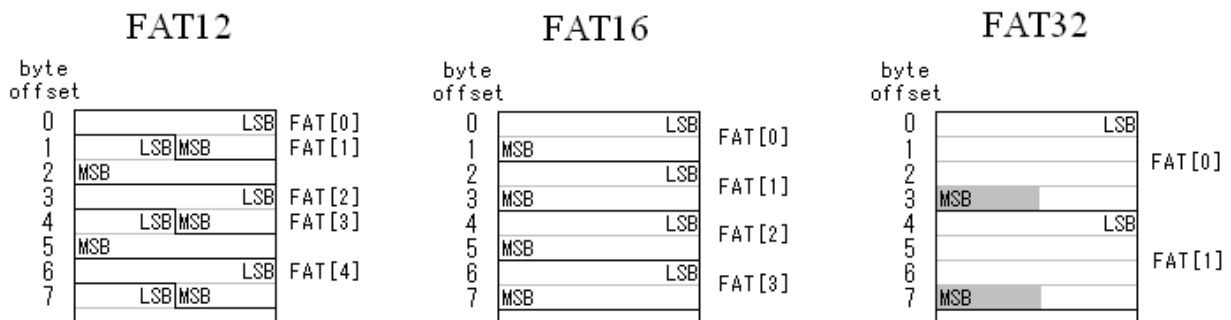 FAT12
byte
offset
0 LSB FAT[0]
1 LSB MSB FAT[1]
2 MSB
3 LSB FAT[2]
4 LSB MSB FAT[3]
5 MSB
6 LSB FAT[4]
7 LSB MSB
FAT16
byte
offset
0 LSB
FAT[0]
1 MSB
2 LSB
FAT[1]
3 MSB
4 LSB
FAT[2]
5 MSB
6 LSB
FAT[3]
7 MSB
FAT32
byte
offset
0 LSB
1
FAT[0]
2
3 MSB
4 LSB
5
FAT[1]
6
7 MSB